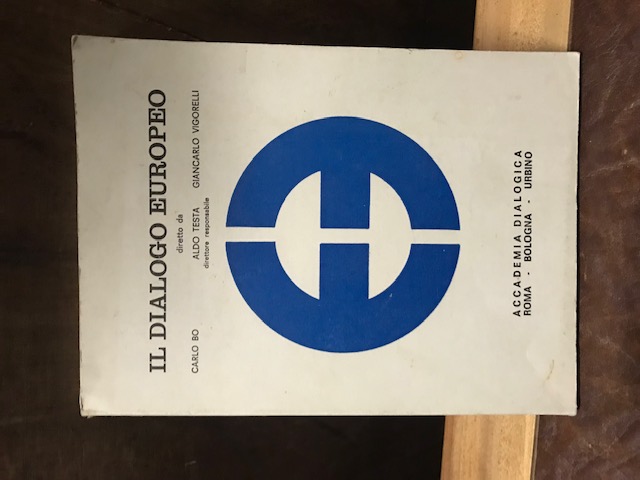 IL DIALOGO EUROPEO
diretto da
CARLO BO ALDO TESTA GIANCARLO VIGORELLI
direttore responsabile
ACCADEMIA DIALOGICA
ROMA - BOLOGNA - URBINO